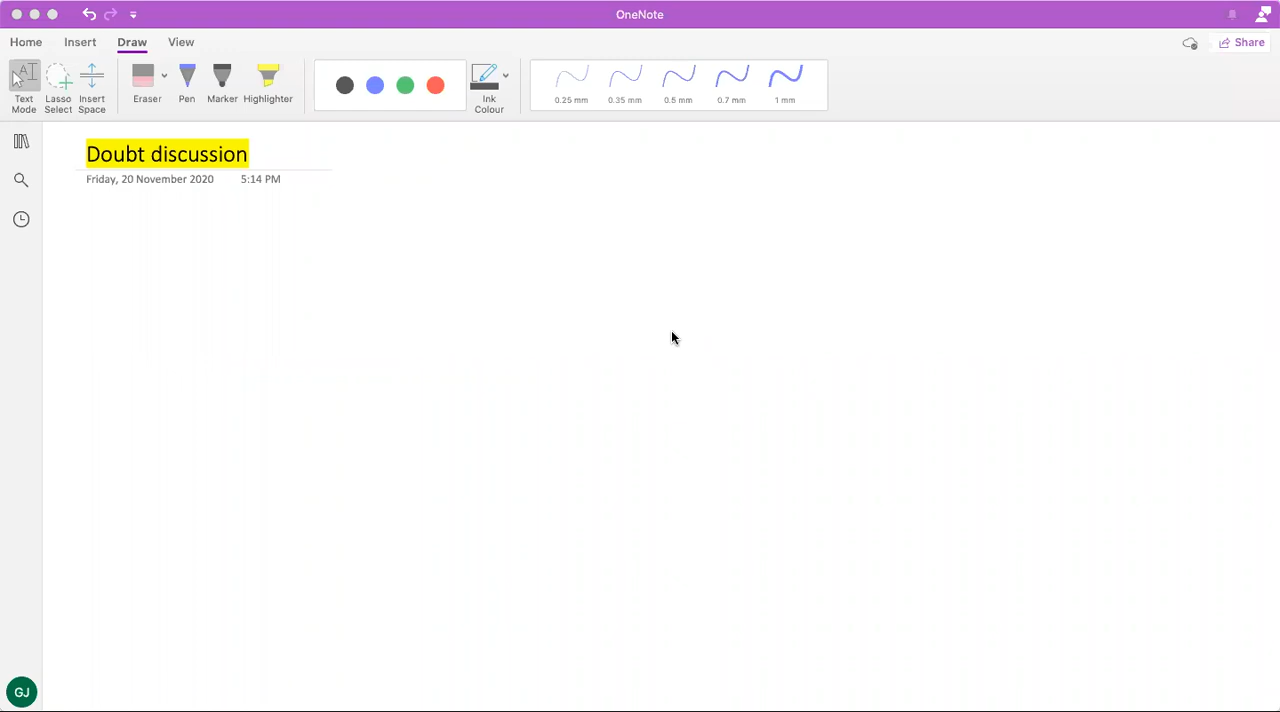 OneNote
Home Insert Draw View Share
Text Mode Lasso Select Insert Space Eraser Pen Marker Highlighter Ink Colour 0.25 mm 0.35 mm 0.5 mm 0.7 mm 1 mm
Doubt discussion
Friday, 20 November 2020 5:14 PM
GJ